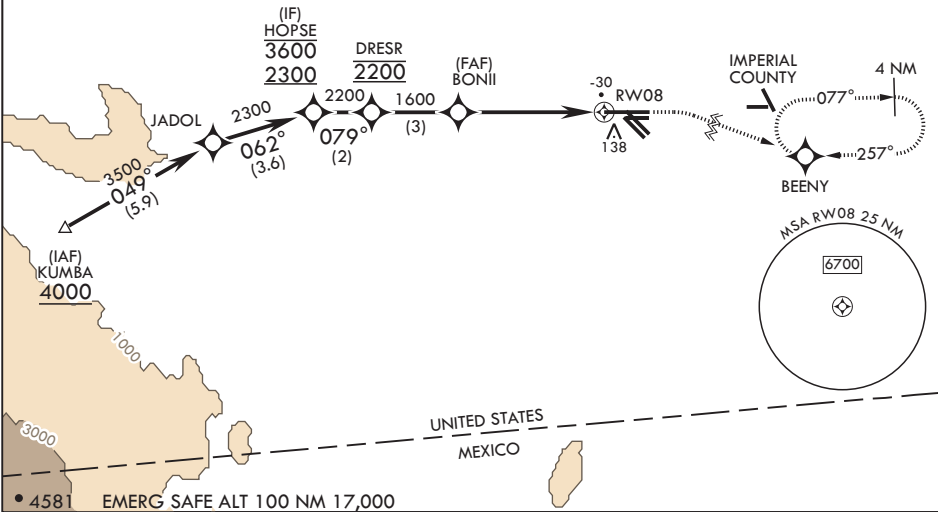 (IF)
HOPSE
3600
2300
DRESR
2200
(FAF)
BONII
-30
RW08
138
IMPERIAL
COUNTY
4 NM
077°
257°
BEENY
JADOL
2300
062°
(3.6)
2200
079°
(2)
1600
(3)
3500
049°
(5.9)
(IAF)
KUMBA
4000
MSA RW08 25 NM
6700
1000
3000
UNITED STATES
MEXICO
4581
EMERG SAFE ALT 100 NM 17,000